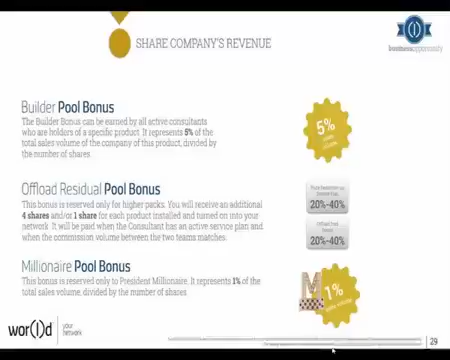 SHARE COMPANY'S REVENUE
businessopportunity
Builder Pool Bonus
The Builder Bonus can be earned by all active consultants
who are holders of a specific product. It represents 5% of the
total sales volume of the company of this product, divided by
the number of shares.
5%
Offload Residual Pool Bonus
This bonus is reserved only for higher packs. You will receive an additional
4 shares and/or 1 share for each product installed and turned on into your
network. It will be paid when the Consultant has an active service plan and
when the commission volume between the two teams matches.
20%-40%
20%-40%
Millionaire Pool Bonus
This bonus is reserved only to President Millionaire. It represents 1% of the
total sales volume, divided by the number of shares
M
1%
wor(l)d
your
network
29